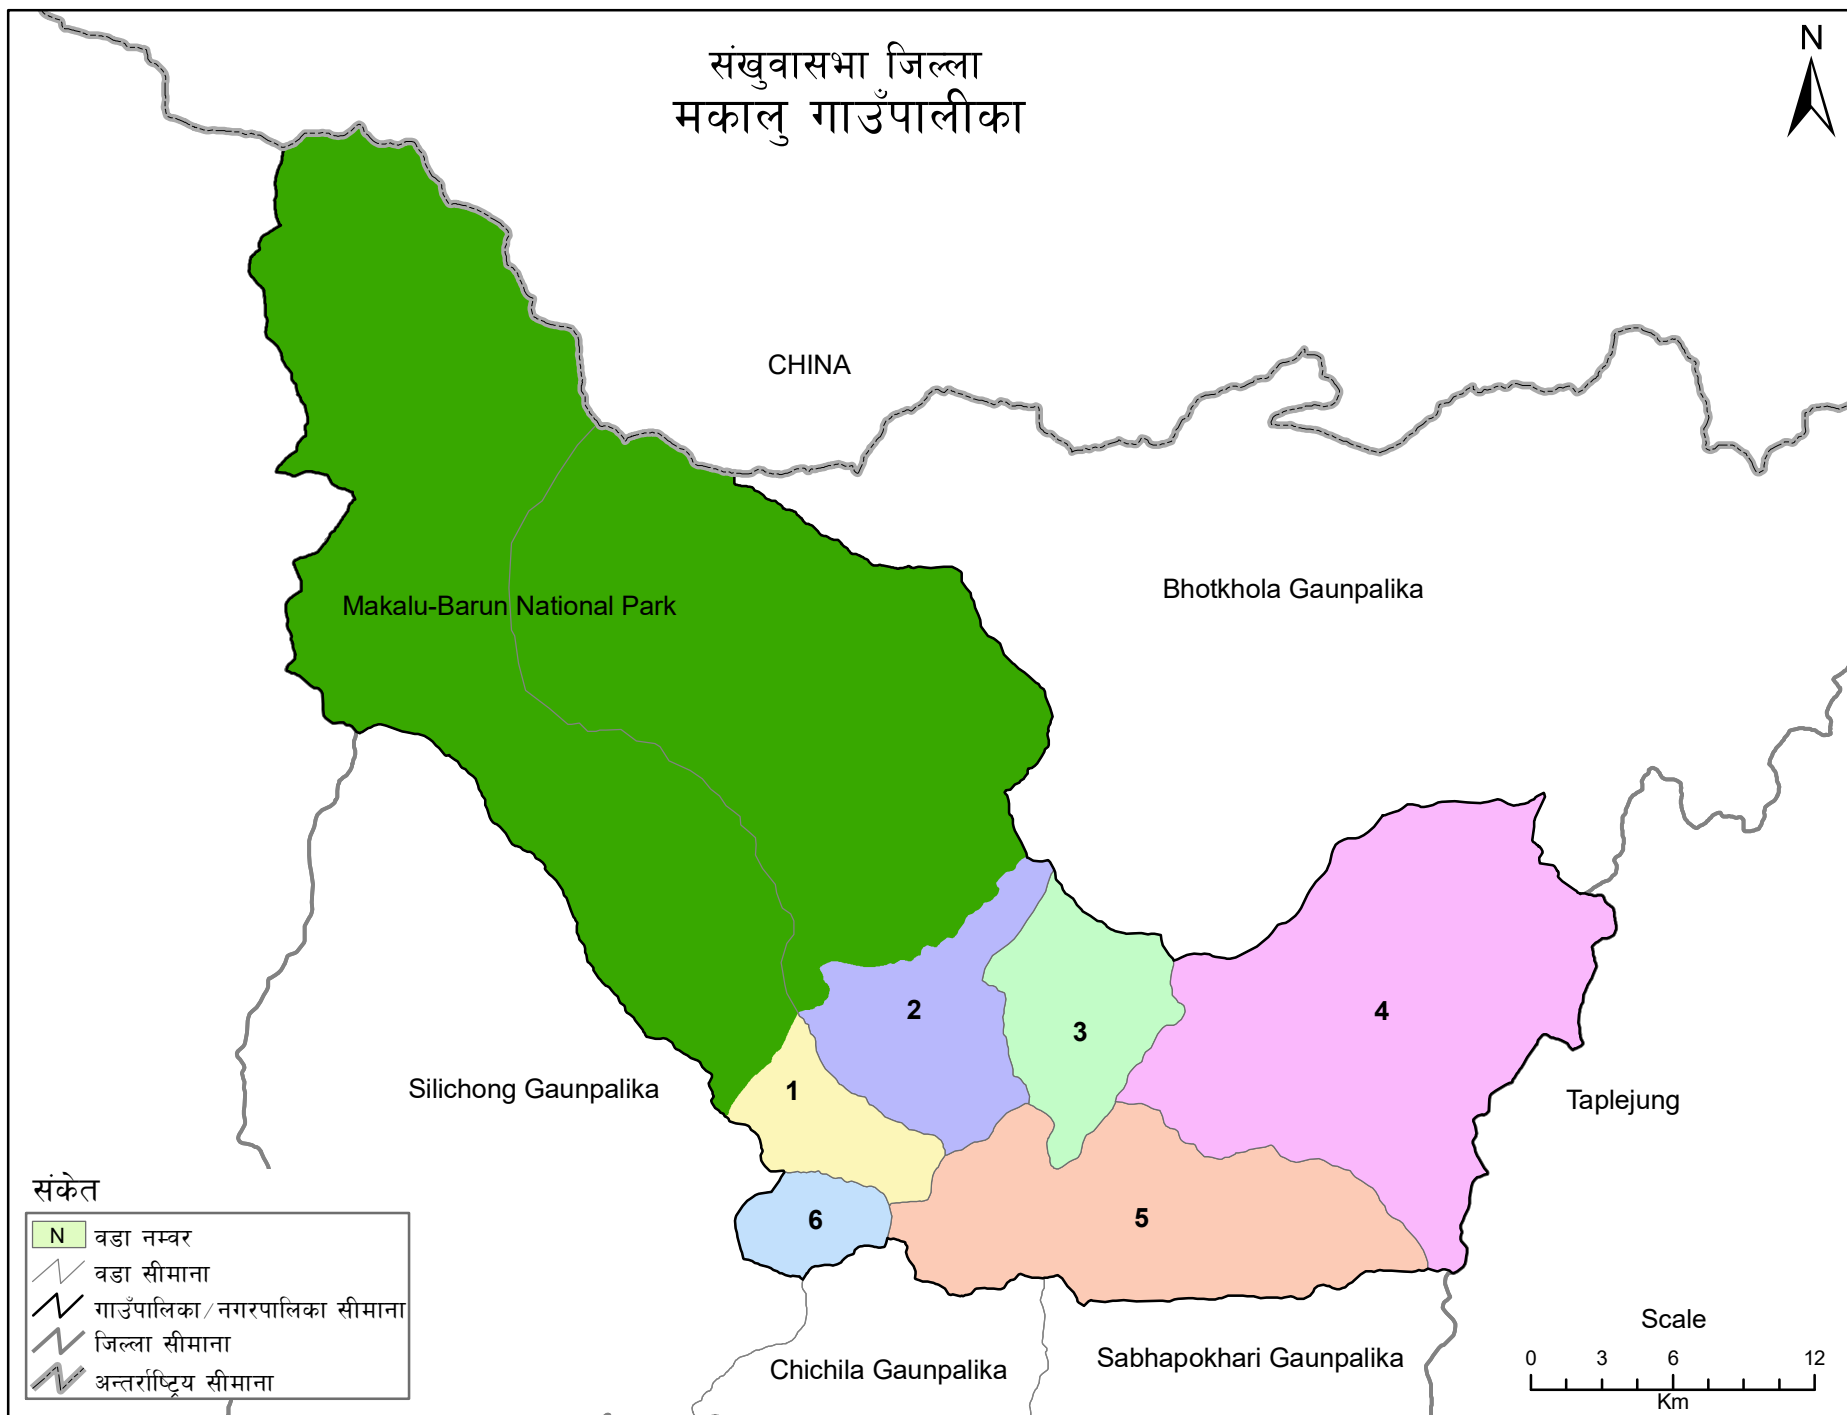 संखुवासभा जिल्ला
मकालु गाउँपालीका
N
CHINA
Bhotkhola Gaunpalika
Makalu-Barun National Park
2
3
4
1
Silichong Gaunpalika
Taplejung
6
5
संकेत
N वडा नम्वर
वडा सीमाना
गाउँपालिका/नगरपालिका सीमाना
जिल्ला सीमाना
अन्तर्राष्ट्रिय सीमाना
Chichila Gaunpalika
Sabhapokhari Gaunpalika
Scale
0 3 6 12
Km